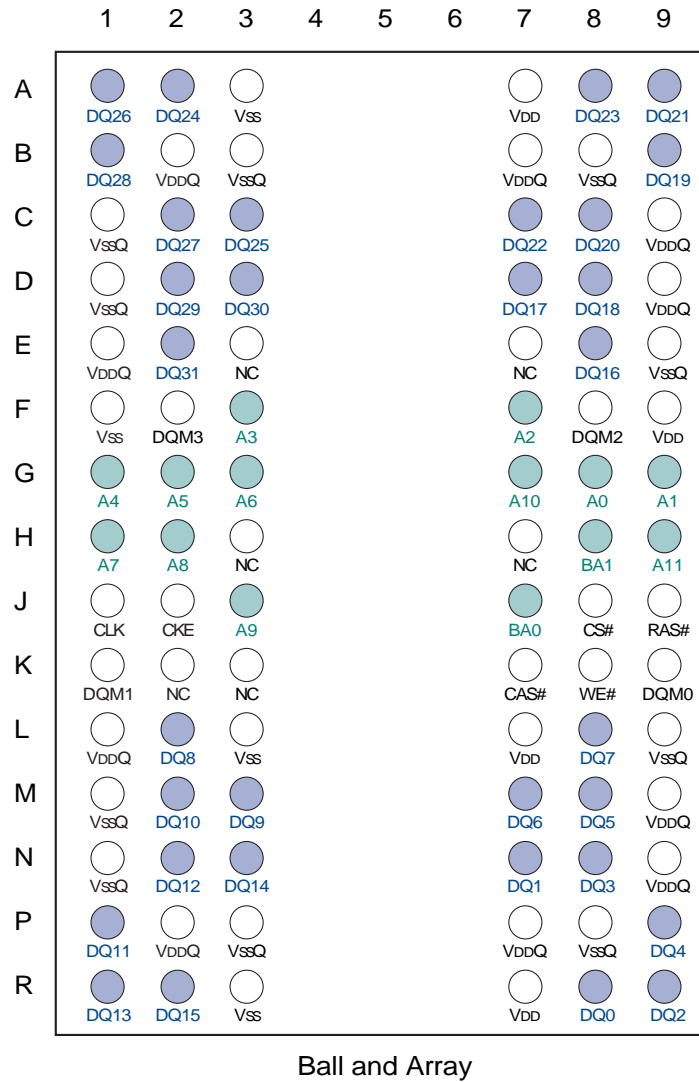 1 2 3 4 5 6 7 8 9
A
DQ26 DQ24 VSS VDD DQ23 DQ21
B
DQ28 VDDQ VSSQ VDDQ VSSQ DQ19
C
VSSQ DQ27 DQ25 DQ22 DQ20 VDDQ
D
VSSQ DQ29 DQ30 DQ17 DQ18 VDDQ
E
VDDQ DQ31 NC NC DQ16 VSSQ
F
VSS DQM3 A3 A2 DQM2 VDD
G
A4 A5 A6 A10 A0 A1
H
A7 A8 NC NC BA1 A11
J
CLK CKE A9 BA0 CS# RAS#
K
DQM1 NC NC CAS# WE# DQM0
L
VDDQ DQ8 VSS VDD DQ7 VSSQ
M
VSSQ DQ10 DQ9 DQ6 DQ5 VDDQ
N
VSSQ DQ12 DQ14 DQ1 DQ3 VDDQ
P
DQ11 VDDQ VSSQ VDDQ VSSQ DQ4
R
DQ13 DQ15 VSS VDD DQ0 DQ2
Ball and Array